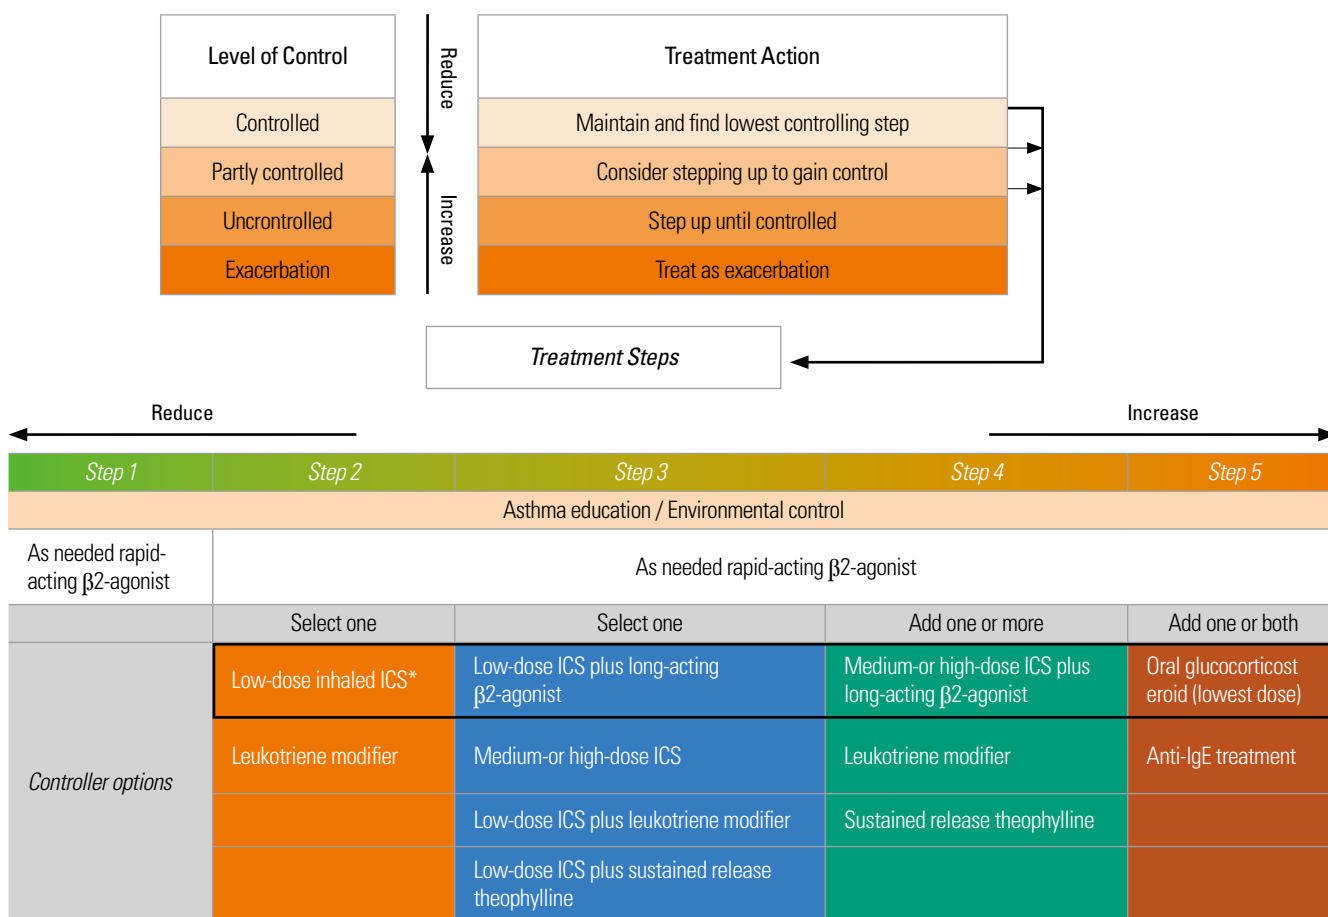 Level of Control
Reduce
Treatment Action
Controlled
Maintain and find lowest controlling step
Partly controlled
Consider stepping up to gain control
Increase
Uncontrolled
Step up until controlled
Exacerbation
Treat as exacerbation
Treatment Steps
Reduce
Increase
Step 1
Step 2
Step 3
Step 4
Step 5
Asthma education / Environmental control
As needed rapid-
acting β2-agonist
As needed rapid-acting β2-agonist
Select one
Select one
Add one or more
Add one or both
Controller options
Low-dose inhaled ICS*
Low-dose ICS plus long-acting
β2-agonist
Medium-or high-dose ICS plus
long-acting β2-agonist
Oral glucocorticost
eroid (lowest dose)
Leukotriene modifier
Medium-or high-dose ICS
Leukotriene modifier
Anti-IgE treatment
Low-dose ICS plus leukotriene modifier
Sustained release theophylline
Low-dose ICS plus sustained release
theophylline